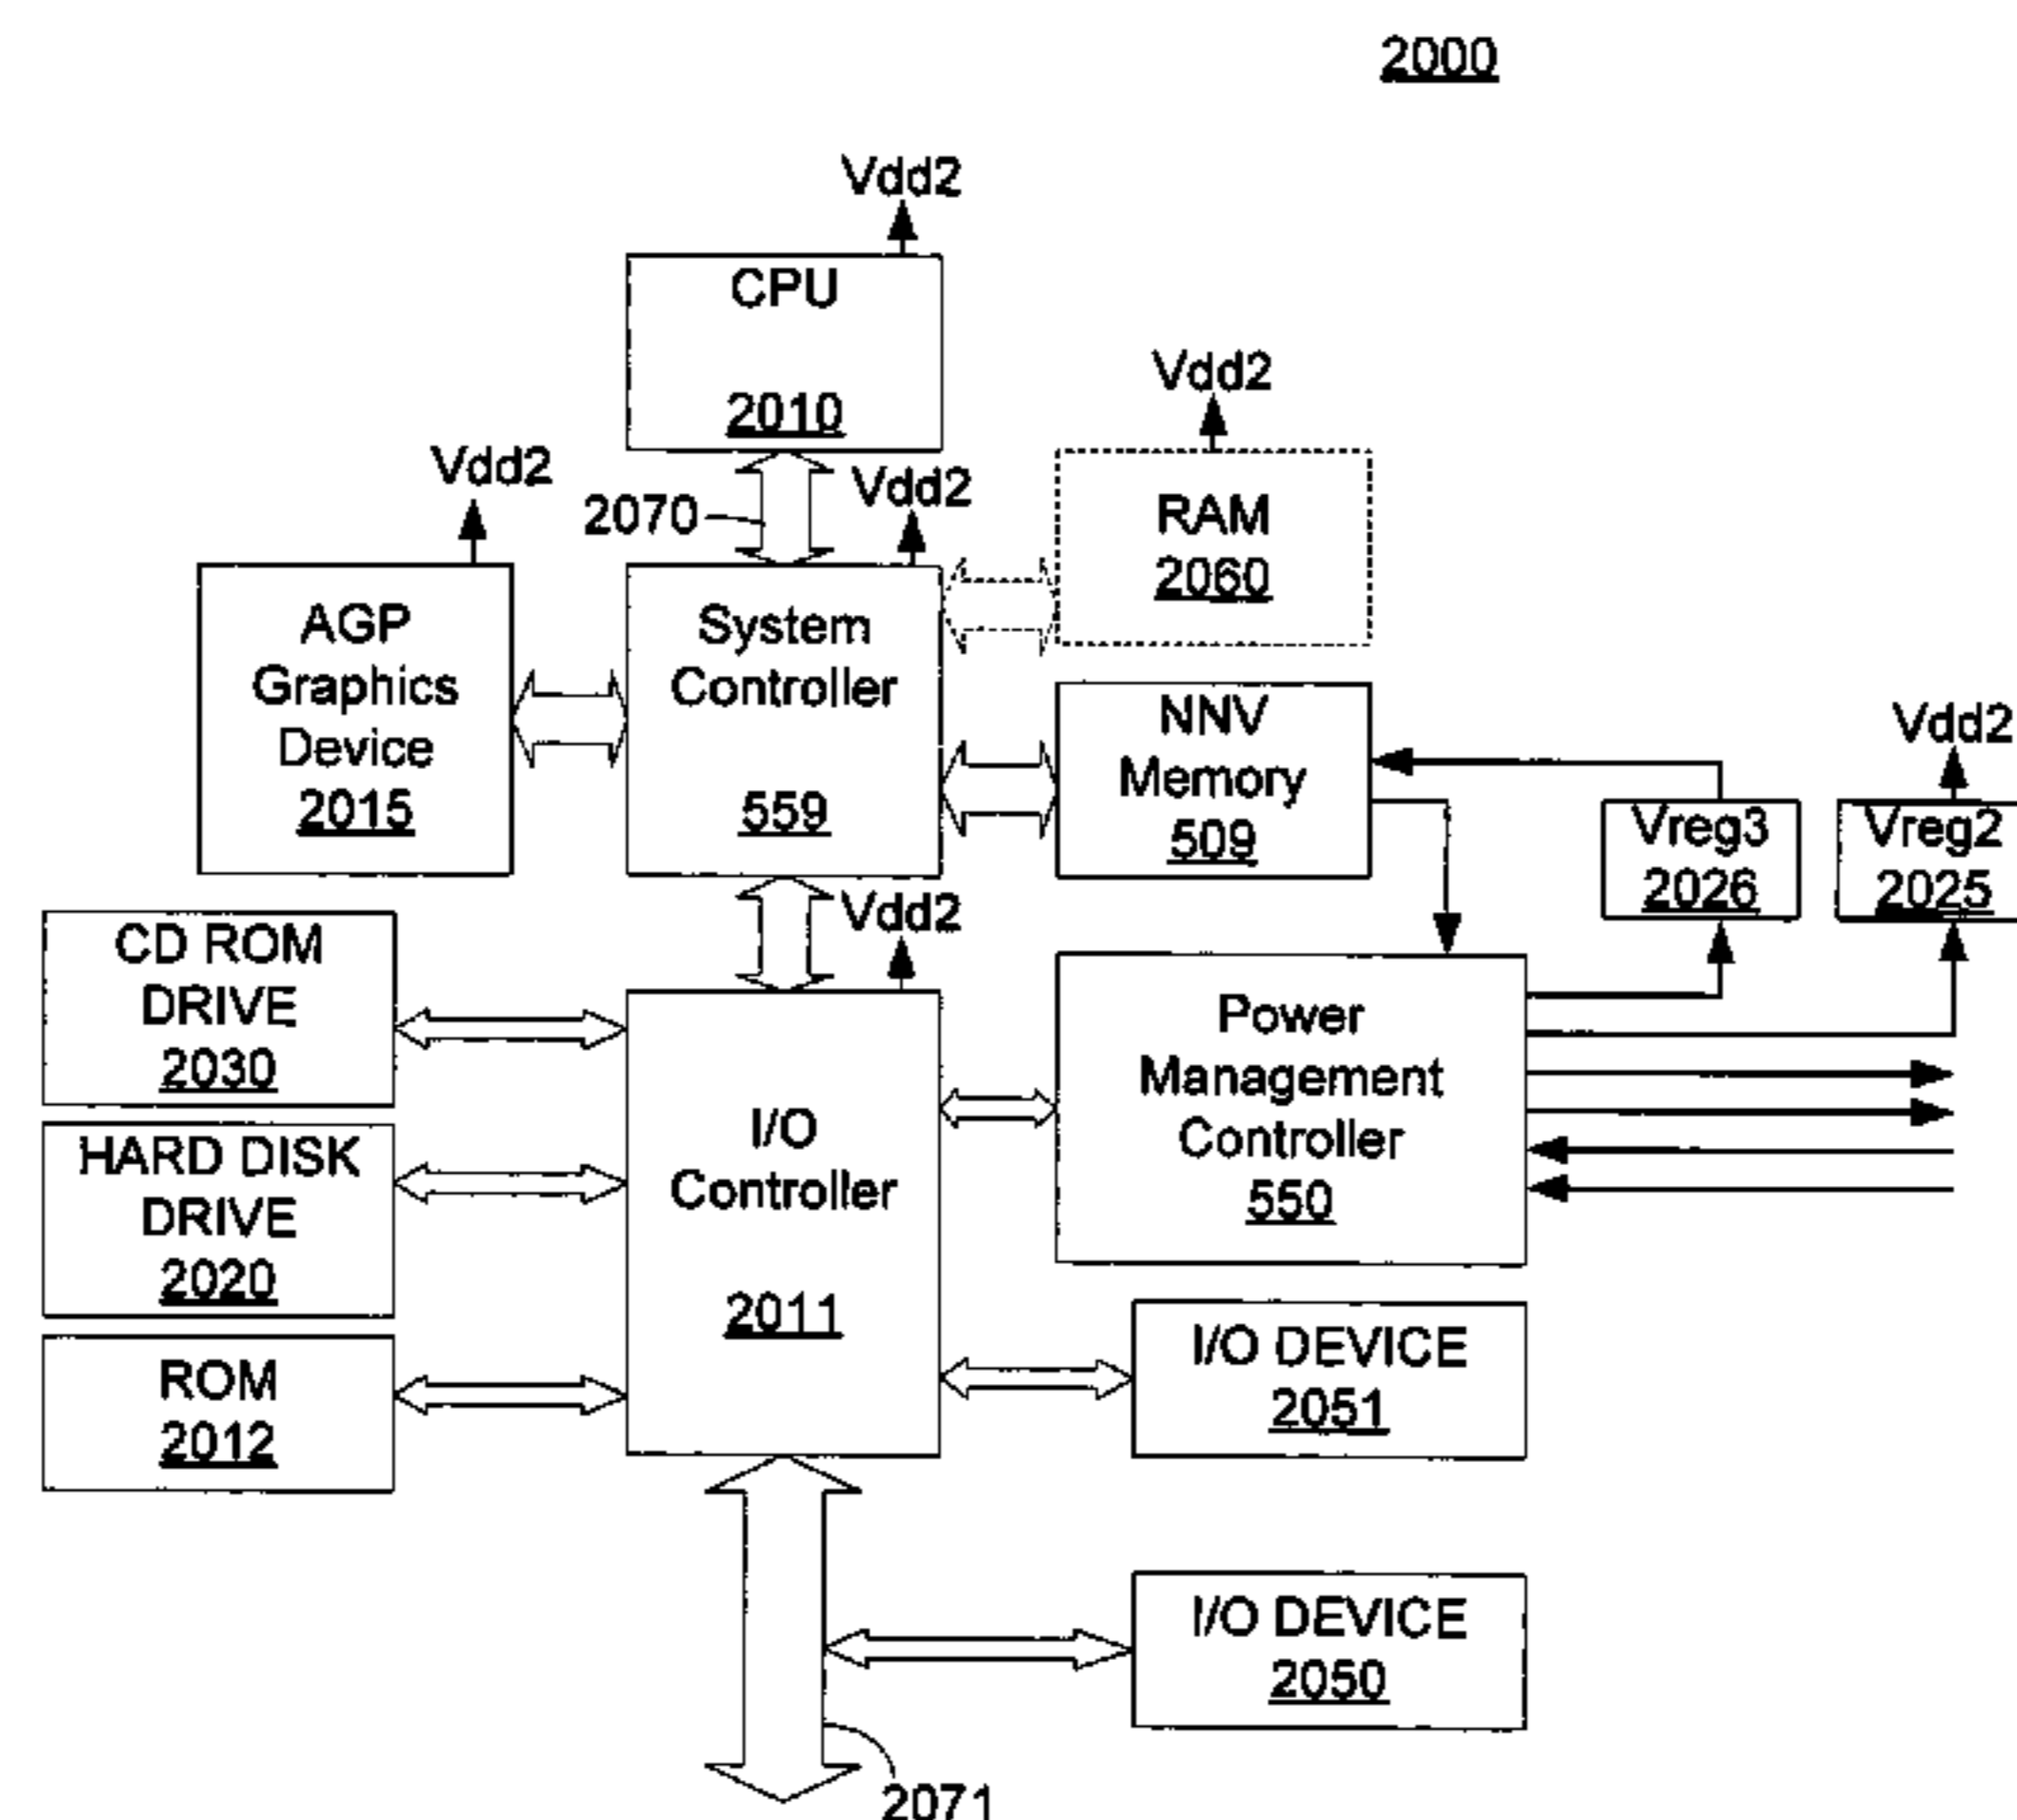 2000
Vdd2
CPU
2010
Vdd2
Vdd2
Vdd2
2070
RAM
2060
AGP
Graphics
Device
2015
System
Controller
559
NNV
Memory
509
Vdd2
Vreg3
2026
Vreg2
2025
Vdd2
CD ROM
DRIVE
2030
HARD DISK
DRIVE
2020
ROM
2012
I/O
Controller
2011
Power
Management
Controller
550
I/O DEVICE
2051
I/O DEVICE
2050
2071